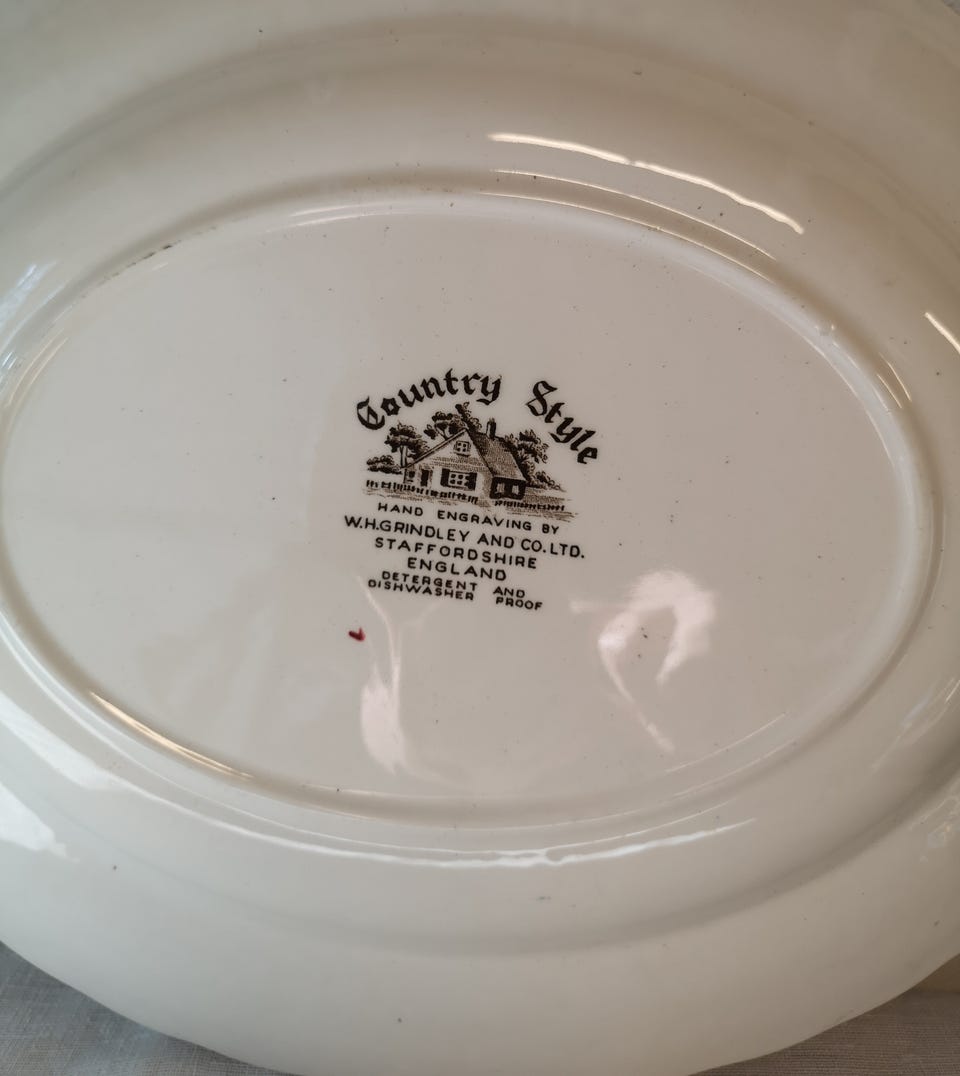 Country Style
HAND ENGRAVING BY
W.H.GRINDLEY AND CO.LTD.
STAFFORDSHIRE
ENGLAND
DETERGENT AND
DISHWASHER PROOF